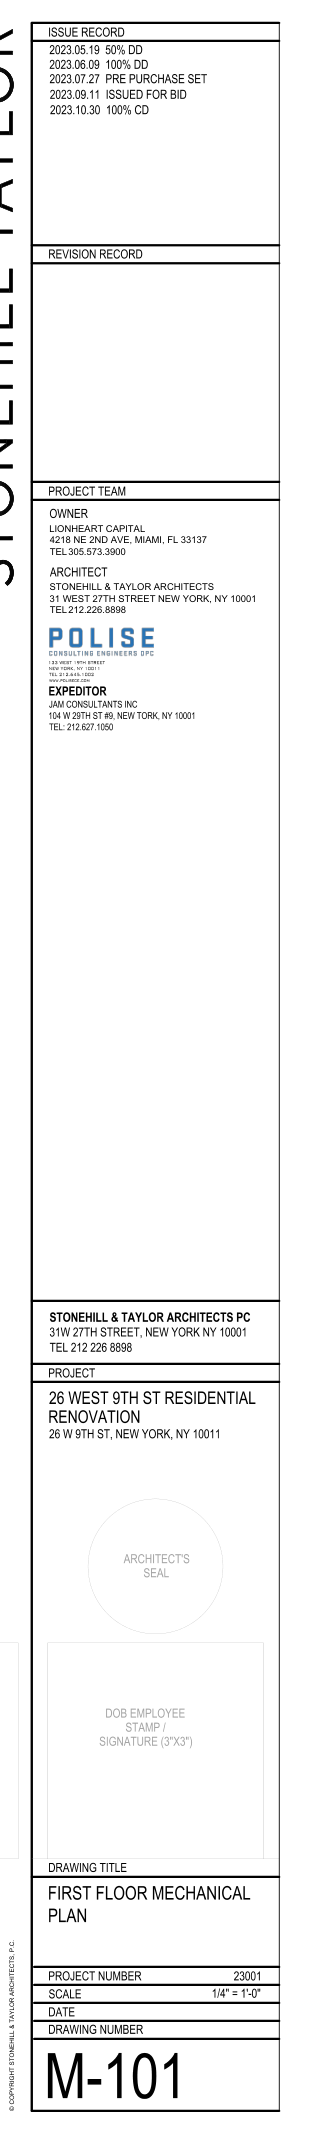 STONEHILL TAYLOR
ISSUE RECORD
2023.05.19 50% DD
2023.06.09 100% DD
2023.07.27 PRE PURCHASE SET
2023.09.11 ISSUED FOR BID
2023.10.30 100% CD
REVISION RECORD
PROJECT TEAM
OWNER
LIONHEART CAPITAL
4218 NE 2ND AVE, MIAMI, FL 33137
TEL 305.573.3900
ARCHITECT
STONEHILL & TAYLOR ARCHITECTS
31 WEST 27TH STREET NEW YORK, NY 10001
TEL 212.226.8898
POLISE
CONSULTING ENGINEERS DPC
133 WEST 19TH STREET
NEW YORK, NY 10011
TEL 212.645.1002
WWW.POLISECE.COM
EXPEDITOR
JAM CONSULTANTS INC
104 W 29TH ST #9, NEW TORK, NY 10001
TEL: 212.627.1050
STONEHILL & TAYLOR ARCHITECTS PC
31W 27TH STREET, NEW YORK NY 10001
TEL 212 226 8898
PROJECT
26 WEST 9TH ST RESIDENTIAL
RENOVATION
26 W 9TH ST, NEW YORK, NY 10011
ARCHITECT'S
SEAL
DOB EMPLOYEE
STAMP /
SIGNATURE (3"X3")
DRAWING TITLE
FIRST FLOOR MECHANICAL
PLAN
PROJECT NUMBER 23001
SCALE 1/4" = 1'-0"
DATE
DRAWING NUMBER
M-101
© COPYRIGHT STONEHILL & TAYLOR ARCHITECTS, P.C.